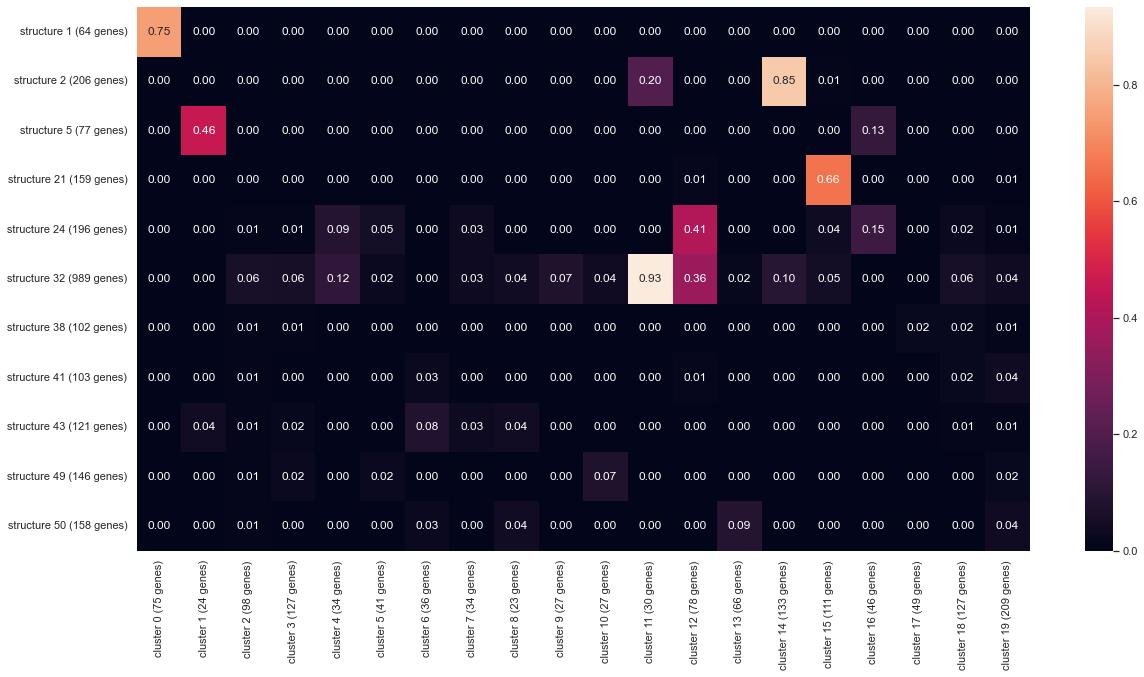 structure 1 (64 genes) 0.75 0.00 0.00 0.00 0.00 0.00 0.00 0.00 0.00 0.00 0.00 0.00 0.00 0.00 0.00 0.00 0.00 0.00 0.00 0.00
structure 2 (206 genes) 0.00 0.00 0.00 0.00 0.00 0.00 0.00 0.00 0.00 0.00 0.00 0.20 0.00 0.00 0.85 0.01 0.00 0.00 0.00 0.00
0.8
structure 5 (77 genes) 0.00 0.46 0.00 0.00 0.00 0.00 0.00 0.00 0.00 0.00 0.00 0.00 0.00 0.00 0.00 0.00 0.13 0.00 0.00 0.00
structure 21 (159 genes) 0.00 0.00 0.00 0.00 0.00 0.00 0.00 0.00 0.00 0.00 0.00 0.00 0.01 0.00 0.00 0.66 0.00 0.00 0.00 0.01
0.6
structure 24 (196 genes) 0.00 0.00 0.01 0.01 0.09 0.05 0.00 0.03 0.00 0.00 0.00 0.00 0.41 0.00 0.00 0.04 0.15 0.00 0.02 0.01
structure 32 (989 genes) 0.00 0.00 0.06 0.06 0.12 0.02 0.00 0.03 0.04 0.07 0.04 0.93 0.36 0.02 0.10 0.05 0.00 0.00 0.06 0.04
0.4
structure 38 (102 genes) 0.00 0.00 0.01 0.01 0.00 0.00 0.00 0.00 0.00 0.00 0.00 0.00 0.00 0.00 0.00 0.00 0.00 0.02 0.02 0.01
structure 41 (103 genes) 0.00 0.00 0.01 0.00 0.00 0.00 0.03 0.00 0.00 0.00 0.00 0.00 0.01 0.00 0.00 0.00 0.00 0.00 0.02 0.04
structure 43 (121 genes) 0.00 0.04 0.01 0.02 0.00 0.00 0.08 0.03 0.04 0.00 0.00 0.00 0.00 0.00 0.00 0.00 0.00 0.00 0.01 0.01
0.2
structure 49 (146 genes) 0.00 0.00 0.01 0.02 0.00 0.02 0.00 0.00 0.00 0.00 0.07 0.00 0.00 0.00 0.00 0.00 0.00 0.00 0.00 0.02
structure 50 (158 genes) 0.00 0.00 0.01 0.00 0.00 0.00 0.03 0.00 0.04 0.00 0.00 0.00 0.00 0.09 0.00 0.00 0.00 0.00 0.00 0.04
0.0
cluster 0 (75 genes)
cluster 1 (24 genes)
cluster 2 (98 genes)
cluster 3 (127 genes)
cluster 4 (34 genes)
cluster 5 (41 genes)
cluster 6 (36 genes)
cluster 7 (34 genes)
cluster 8 (23 genes)
cluster 9 (27 genes)
cluster 10 (27 genes)
cluster 11 (30 genes)
cluster 12 (78 genes)
cluster 13 (66 genes)
cluster 14 (133 genes)
cluster 15 (111 genes)
cluster 16 (46 genes)
cluster 17 (49 genes)
cluster 18 (127 genes)
cluster 19 (209 genes)